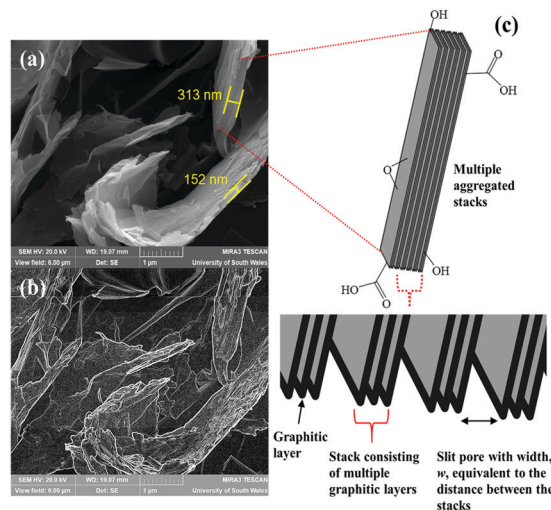 (a)
313 nm
152 nm
SEM HV: 20.0 kV
WD: 19.07 mm
MIRA3 TESCAN
View field: 6.00 µm
Det: SE
1 µm
University of South Wales
(b)
SEM HV: 20.0 kV
WD: 19.07 mm
MIRA3 TESCAN
View field: 6.00 µm
Det: SE
1 µm
University of South Wales
(c)
OH
O
OH
O
Multiple
aggregated
stacks
OH
HO
O
Graphitic
layer
Stack consisting
of multiple
graphitic layers
Slit pore with width,
w, equivalent to the
distance between the
stacks